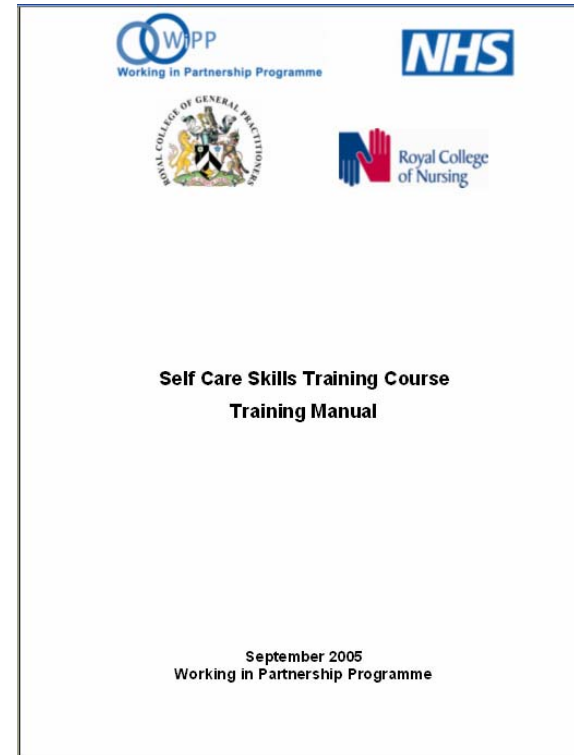 WiPP
Working in Partnership Programme
NHS
ROYAL COLLEGE OF GENERAL PRACTITIONERS
Royal College
of Nursing
Self Care Skills Training Course
Training Manual
September 2005
Working in Partnership Programme